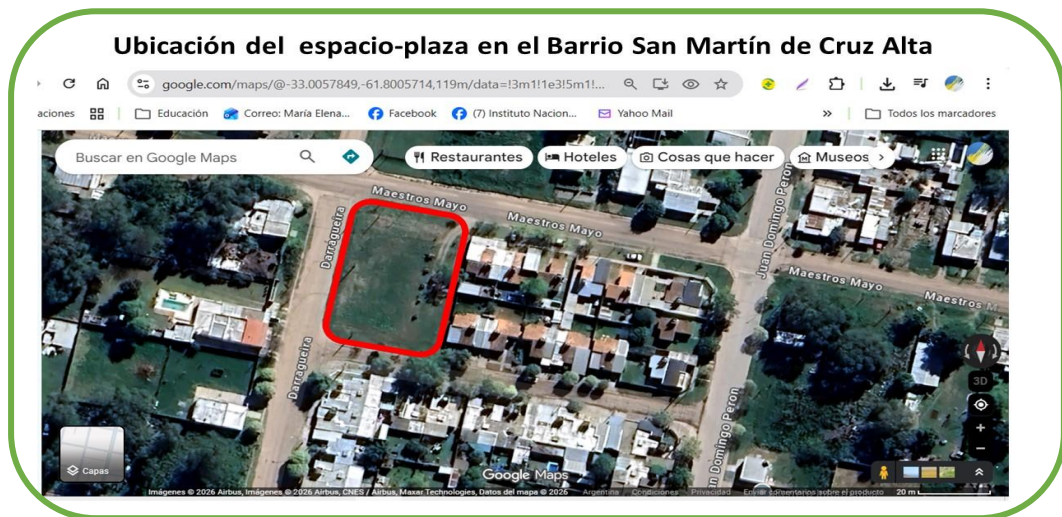 Ubicación del espacio-plaza en el Barrio San Martín de Cruz Alta
google.com/maps/@-33.0057849,-61.8005714,119m/data=!3m1!1e3!5m1!...
aciones
Educación
Correo: María Elena...
Facebook
(7) Instituto Nacion...
Yahoo Mail
»
Todos los marcadores
Buscar en Google Maps
Restaurantes
Hoteles
Cosas que hacer
Museos
Maestros Mayo
Maestros Mayo
Darragueira
Juan Domingo Peron
Maestros Mayo
Maestros M
Darragueira
n Domingo Peron
3D
Capas
Google Maps
Imágenes © 2026 Airbus, Imágenes © 2026 Airbus, CNES / Airbus, Maxar Technologies, Datos del mapa © 2026
Argentina
Condiciones
Privacidad
Enviar comentarios sobre el producto
20 m